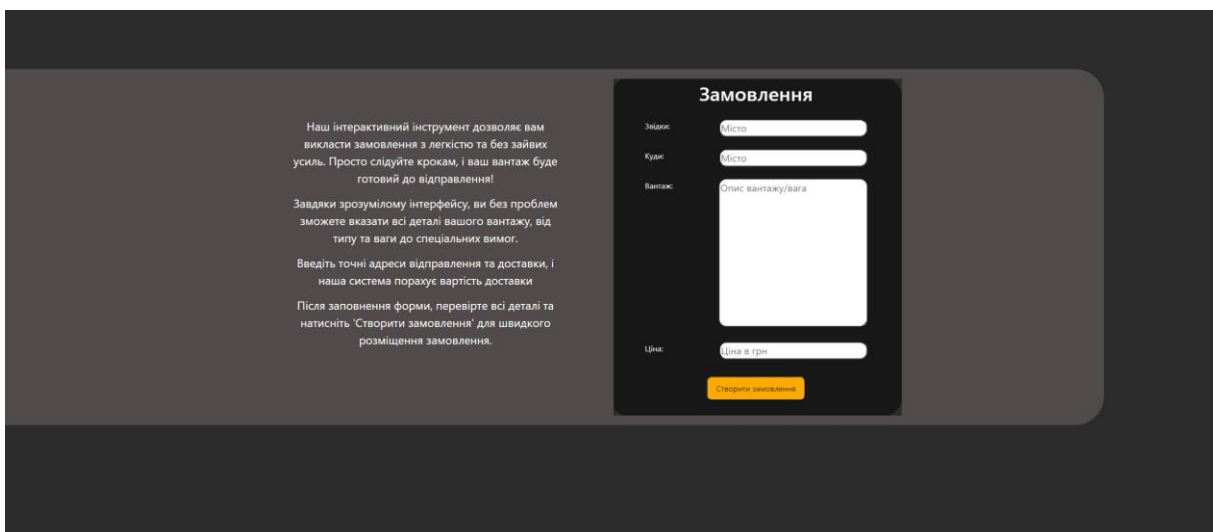 Наш інтерактивний інструмент дозволяє вам
викласти замовлення з легкістю та без зайвих
усиль. Просто слідуйте крокам, і ваш вантаж буде
готовий до відправлення!
Завдяки зрозумілому інтерфейсу, ви без проблем
зможете вказати всі деталі вашого вантажу, від
типу та ваги до спеціальних вимог.
Введіть точні адреси відправлення та доставки, і
наша система порахує вартість доставки
Після заповнення форми, перевірте всі деталі та
натисніть 'Створити замовлення' для швидкого
розміщення замовлення.
Замовлення
Звідки:
Місто
Куди:
Місто
Вантаж:
Опис вантажу/вага
Ціна:
Ціна в грн
Створити замовлення